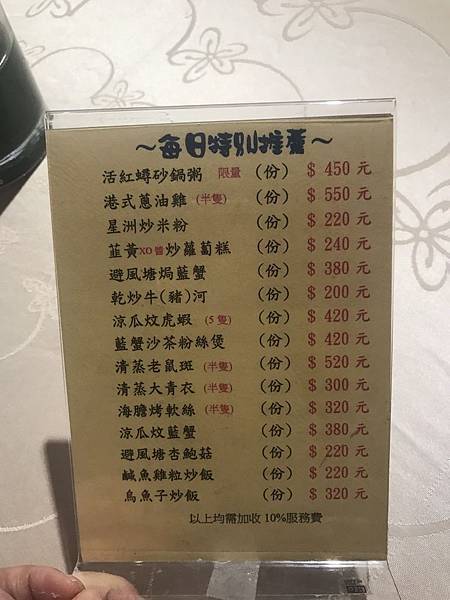 ～每日特別推薦～
活紅蟳砂鍋粥 限量 (份) $ 450 元
港式蔥油雞 (半隻) (份) $ 550 元
星洲炒米粉 (份) $ 220 元
韮黃XO醬炒蘿蔔糕 (份) $ 240 元
避風塘焗藍蟹 (份) $ 380 元
乾炒牛(豬)河 (份) $ 200 元
涼瓜炆虎蝦 (5隻) (份) $ 420 元
藍蟹沙茶粉絲煲 (份) $ 420 元
清蒸老鼠斑 (半隻) (份) $ 520 元
清蒸大青衣 (半隻) (份) $ 300 元
海膽烤軟絲 (半隻) (份) $ 320 元
涼瓜炆藍蟹 (份) $ 380 元
避風塘杏鮑菇 (份) $ 220 元
鹹魚雞粒炒飯 (份) $ 220 元
烏魚子炒飯 (份) $ 320 元
以上均需加收 10%服務費